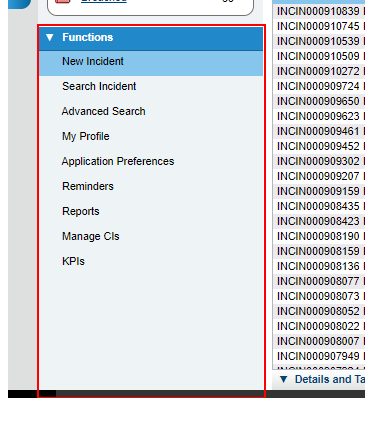 Functions
New Incident
Search Incident
Advanced Search
My Profile
Application Preferences
Reminders
Reports
Manage CIs
KPIs
INCIN000910839
INCIN000910745
INCIN000910539
INCIN000910509
INCIN000910272
INCIN000909724
INCIN000909650
INCIN000909623
INCIN000909461
INCIN000909452
INCIN000909302
INCIN000909207
INCIN000909159
INCIN000908435
INCIN000908423
INCIN000908190
INCIN000908159
INCIN000908136
INCIN000908077
INCIN000908073
INCIN000908052
INCIN000908022
INCIN000908007
INCIN000907949
Details and Ta